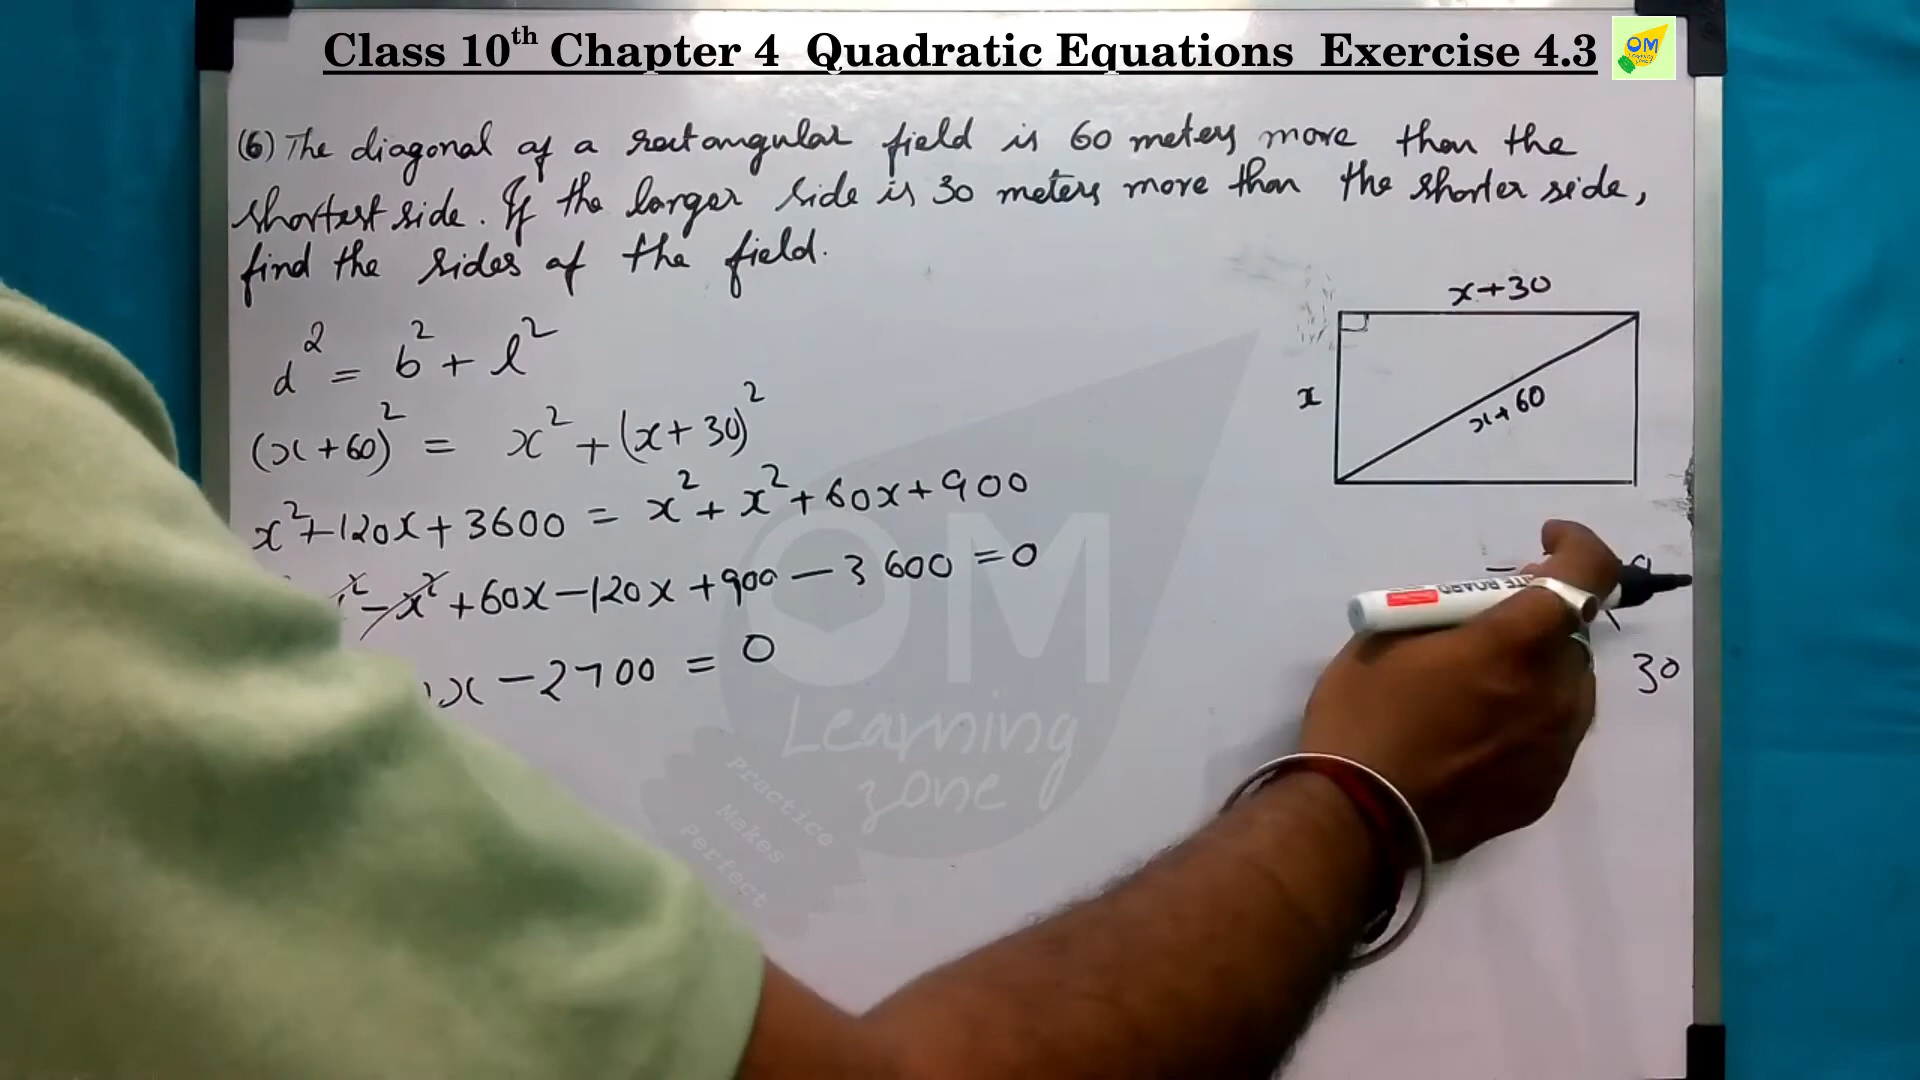 Class 10th Chapter 4 Quadratic Equations Exercise 4.3
OM
(6) The diagonal of a rectangular field is 60 meters more than the
shortest side. If the larger side is 30 meters more than the shorter side,
find the sides of the field.
x+30
x
x+60
d² = b² + l²
(x+60)² = x² + (x+30)²
x²+120x+3600 = x² + x² + 60x + 900
- x² + 60x - 120x + 900 - 3600 = 0
x - 2700 = 0
30
OM
Learning
zone
Practice
Makes
Perfect